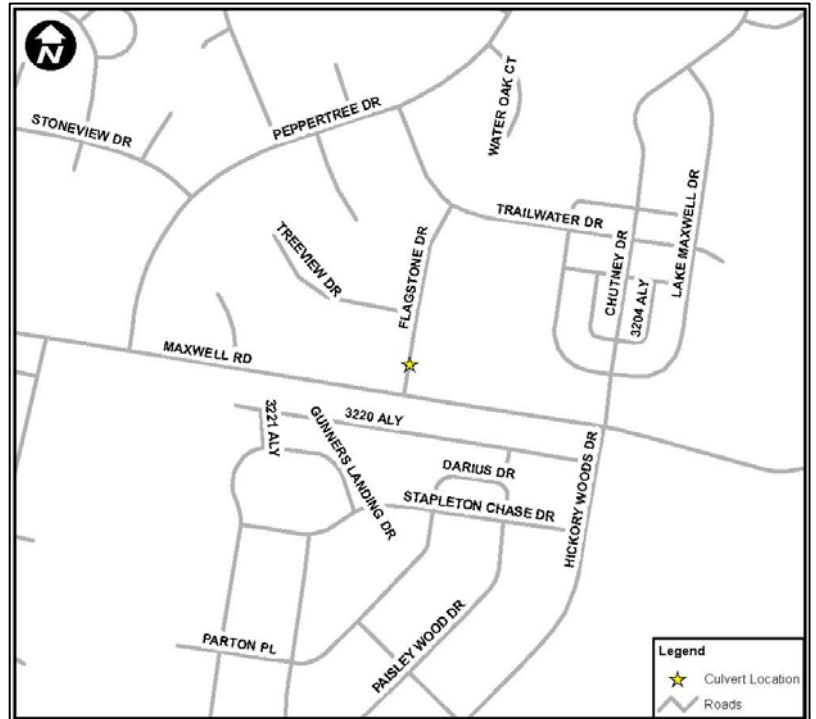 N
WATER OAK CT
STONEVIEW DR
PEPPERTREE DR
TRAILWATER DR
LAKE MAXWELL DR
TREEVIEW DR
FLAGSTONE DR
CHUTNEY DR
3204 ALY
MAXWELL RD
3221 ALY
GUNNERS LANDING DR
3220 ALY
DARIUS DR
HICKORY WOODS DR
STAPLETON CHASE DR
PARTON PL
PAISLEY WOOD DR
Legend
Culvert Location
Roads